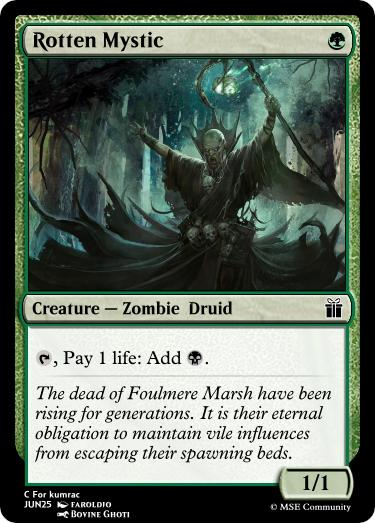 Rotten Mystic
Creature — Zombie Druid
, Pay 1 life: Add .
The dead of Foulmere Marsh have been
rising for generations. It is their eternal
obligation to maintain vile influences
from escaping their spawning beds.
1/1
C For kumrac
JUN25 FAROLDJO
Bovine Ghoti
© MSE Community